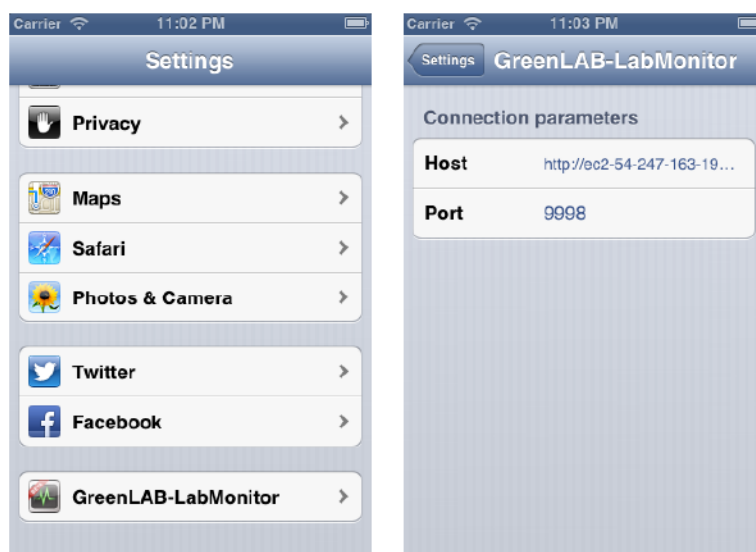 Carrier 11:02 PM
Settings
Privacy
Maps
Safari
Photos & Camera
Twitter
Facebook
GreenLAB-LabMonitor
Carrier 11:03 PM
Settings GreenLAB-LabMonitor
Connection parameters
Host http://ec2-54-247-163-19...
Port 9998